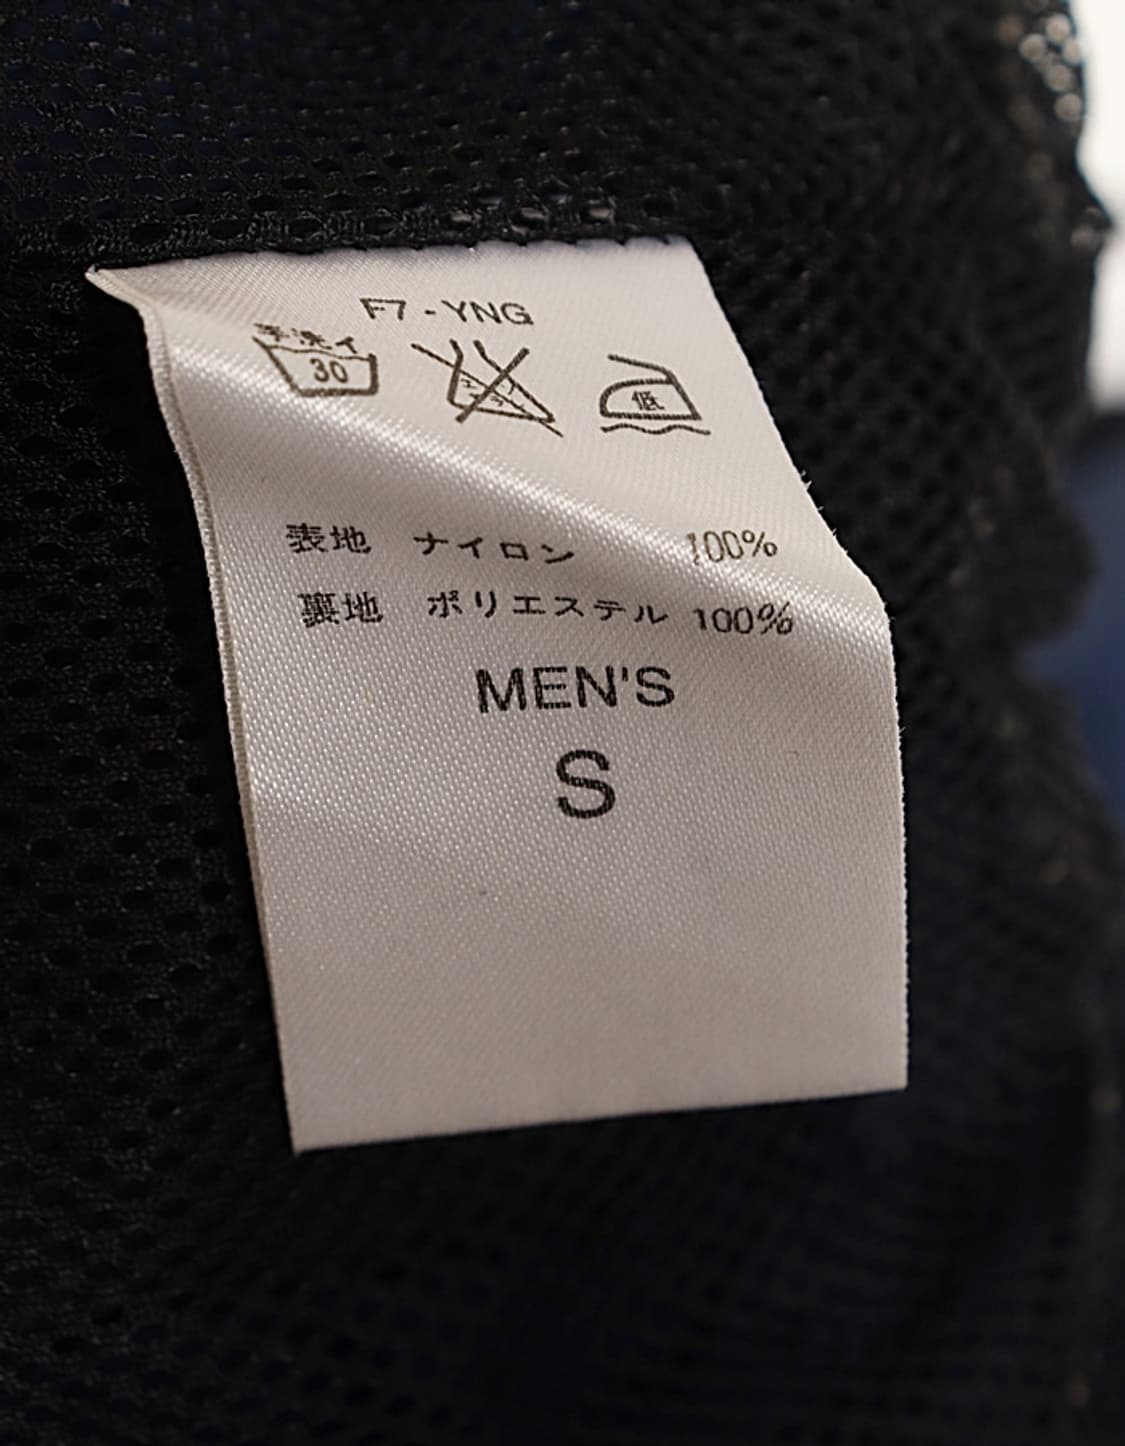 F7-YNG
手洗イ
30
低
表地 ナイロン 100%
裏地 ポリエステル 100%
MEN'S
S